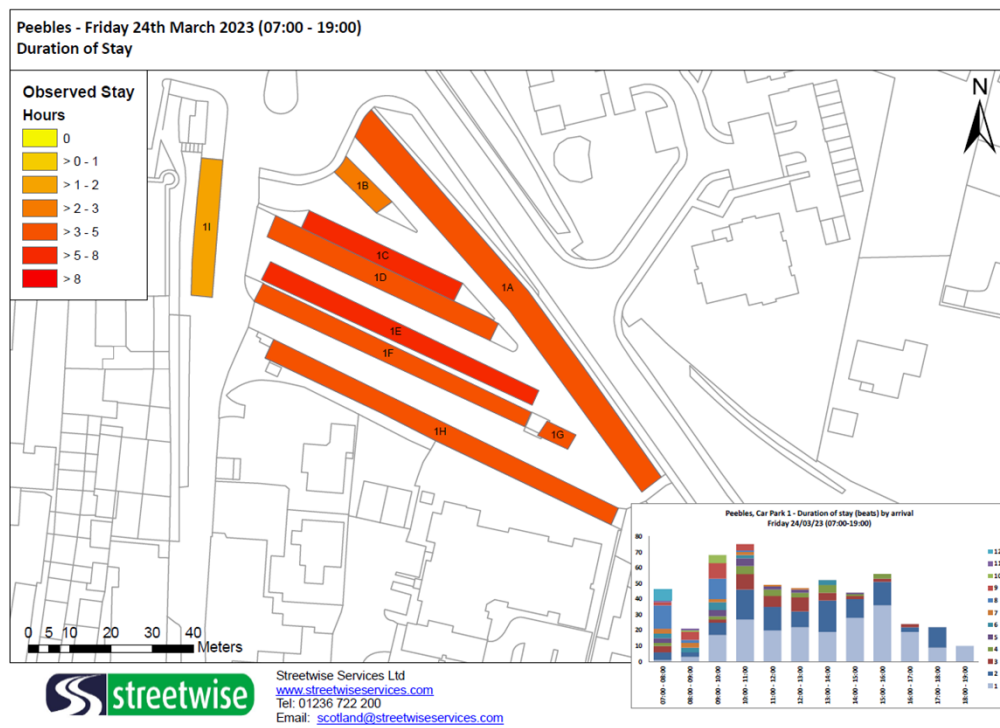 Peebles - Friday 24th March 2023 (07:00 - 19:00)
Duration of Stay
Observed Stay
Hours
0
> 0 - 1
> 1 - 2
> 2 - 3
> 3 - 5
> 5 - 8
> 8
N
1I
1B
1C
1D
1A
1E
1F
1G
1H
0 5 10 20 30 40
Meters
Peebles, Car Park 1 - Duration of stay (beats) by arrival
Friday 24/03/23 (07:00-19:00)
80
70
60
50
40
30
20
10
0
07:00 - 08:00
08:00 - 09:00
09:00 - 10:00
10:00 - 11:00
11:00 - 12:00
12:00 - 13:00
13:00 - 14:00
14:00 - 15:00
15:00 - 16:00
16:00 - 17:00
17:00 - 18:00
18:00 - 19:00
12
11
10
9
8
7
6
5
4
3
2
1
streetwise
Streetwise Services Ltd
www.streetwiseservices.com
Tel: 01236 722 200
Email: scotland@streetwiseservices.com